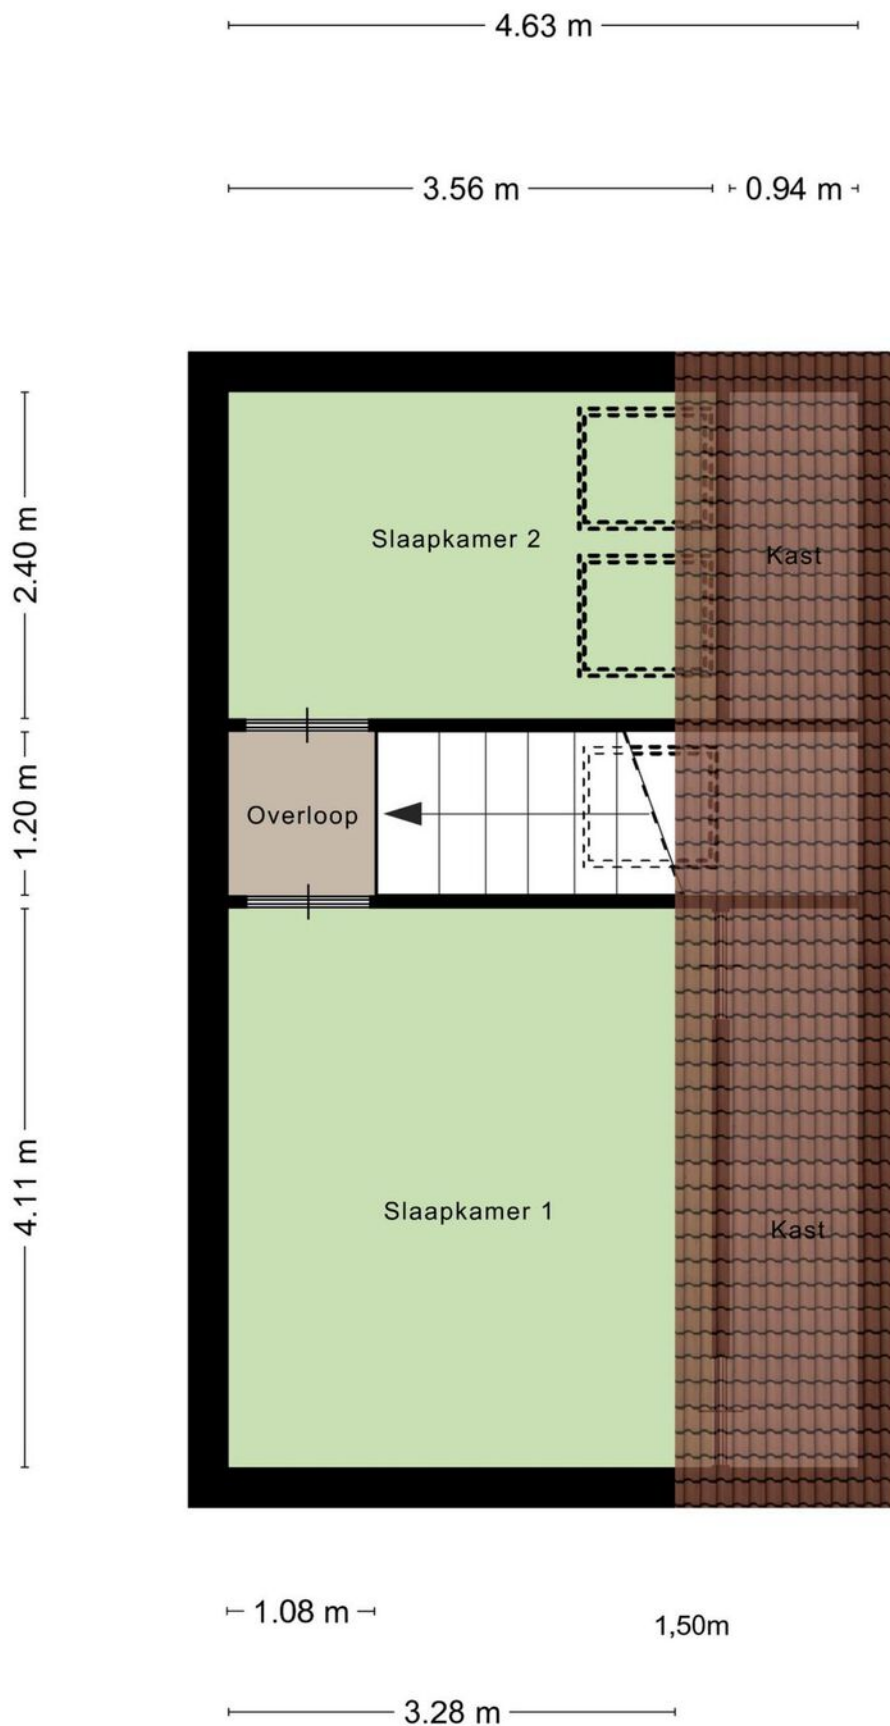 4.63 m
3.56 m
0.94 m
2.40 m
Slaapkamer 2
Kast
1.20 m
Overloop
4.11 m
Slaapkamer 1
Kast
1.08 m
1,50m
3.28 m